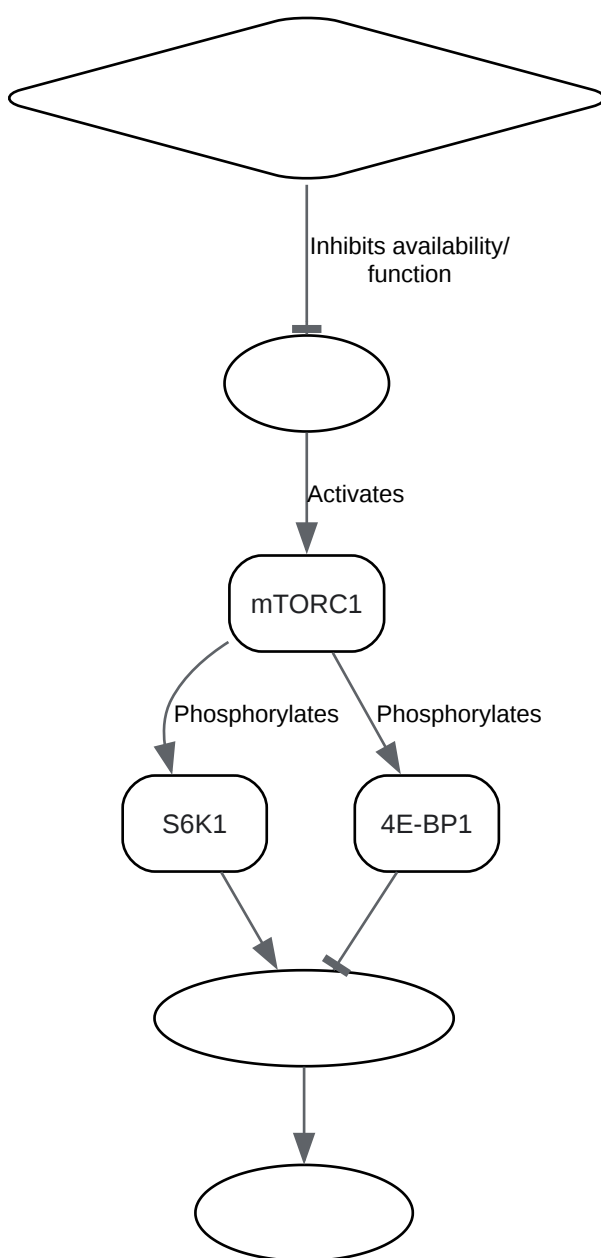 Inhibits availability/
function
Activates
mTORC1
Phosphorylates
Phosphorylates
S6K1
4E-BP1